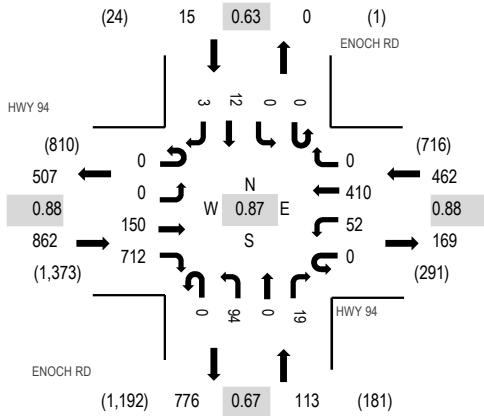 (24) 15 0.63 0 (1)
ENOCH RD
HWY 94
3 12 0 0
(810) (716)
507 0 0 462
0.88 0 N 410 0.88
W 0.87 E
862 150 S 52 169
712 0
(1,373) (291)
0 94 0 19
HWY 94
ENOCH RD
(1,192) 776 0.67 113 (181)